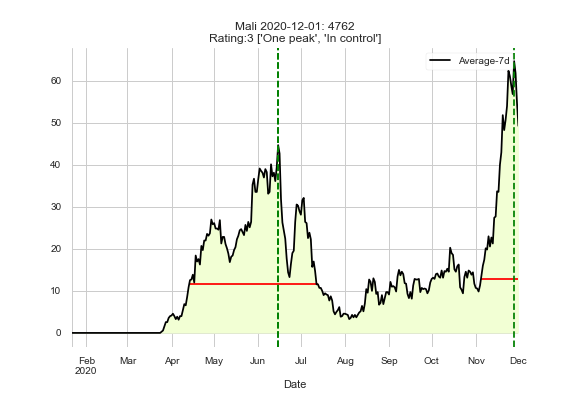 Mali 2020-12-01: 4762
Rating:3 ['One peak', 'In control']
Average-7d
60
50
40
30
20
10
0
Feb Mar Apr May Jun Jul Aug Sep Oct Nov Dec
2020
Date